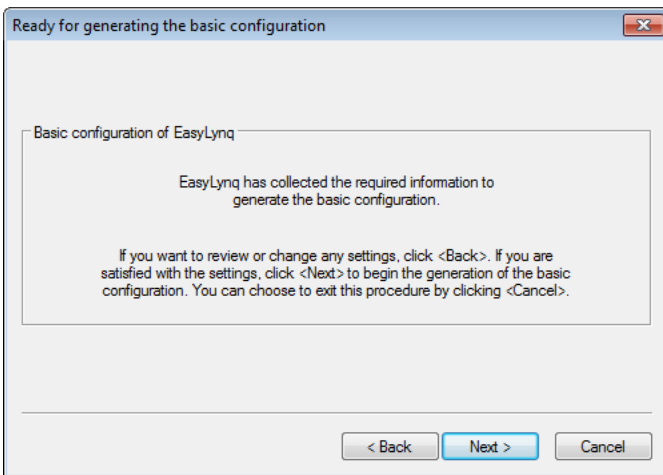 Ready for generating the basic configuration
Basic configuration of EasyLynq
EasyLynq has collected the required information to
generate the basic configuration.
If you want to review or change any settings, click <Back>. If you are
satisfied with the settings, click <Next> to begin the generation of the basic
configuration. You can choose to exit this procedure by clicking <Cancel>.
< Back
Next >
Cancel